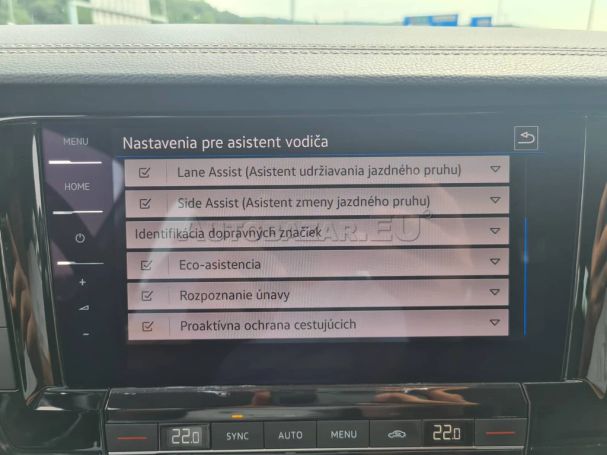 MENU
Nastavenia pre asistent vodiča
HOME
Lane Assist (Asistent udržiavania jazdného pruhu)
Side Assist (Asistent zmeny jazdného pruhu)
Identifikácia dopravných značiek
AUTOBAZAR.EU
Eco-asistencia
Rozpoznanie únavy
Proaktívna ochrana cestujúcich
+
-
22.0
SYNC
AUTO
MENU
22.0